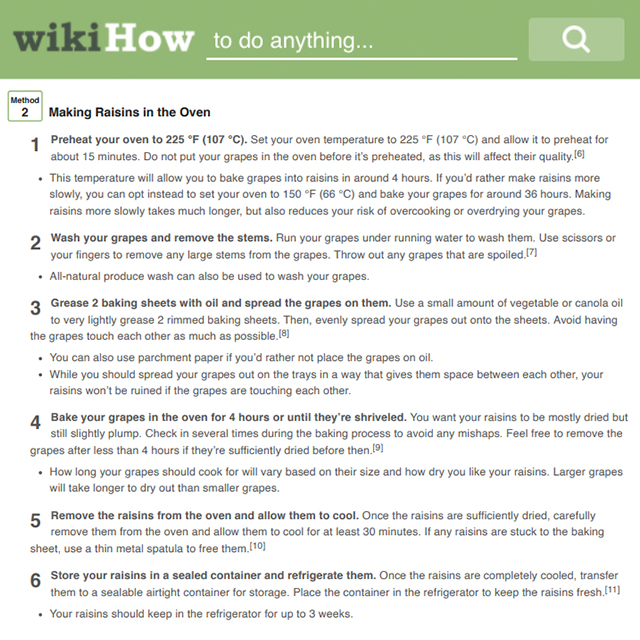 wikiHow to do anything...
Method
2
Making Raisins in the Oven
1 Preheat your oven to 225 °F (107 °C). Set your oven temperature to 225 °F (107 °C) and allow it to preheat for
about 15 minutes. Do not put your grapes in the oven before it's preheated, as this will affect their quality.[6]
• This temperature will allow you to bake grapes into raisins in around 4 hours. If you'd rather make raisins more
slowly, you can opt instead to set your oven to 150 °F (66 °C) and bake your grapes for around 36 hours. Making
raisins more slowly takes much longer, but also reduces your risk of overcooking or overdrying your grapes.
2 Wash your grapes and remove the stems. Run your grapes under running water to wash them. Use scissors or
your fingers to remove any large stems from the grapes. Throw out any grapes that are spoiled.[7]
• All-natural produce wash can also be used to wash your grapes.
3 Grease 2 baking sheets with oil and spread the grapes on them. Use a small amount of vegetable or canola oil
to very lightly grease 2 rimmed baking sheets. Then, evenly spread your grapes out onto the sheets. Avoid having
the grapes touch each other as much as possible.[8]
• You can also use parchment paper if you'd rather not place the grapes on oil.
• While you should spread your grapes out on the trays in a way that gives them space between each other, your
raisins won't be ruined if the grapes are touching each other.
4 Bake your grapes in the oven for 4 hours or until they're shriveled. You want your raisins to be mostly dried but
still slightly plump. Check in several times during the baking process to avoid any mishaps. Feel free to remove the
grapes after less than 4 hours if they're sufficiently dried before then.[9]
• How long your grapes should cook for will vary based on their size and how dry you like your raisins. Larger grapes
will take longer to dry out than smaller grapes.
5 Remove the raisins from the oven and allow them to cool. Once the raisins are sufficiently dried, carefully
remove them from the oven and allow them to cool for at least 30 minutes. If any raisins are stuck to the baking
sheet, use a thin metal spatula to free them.[10]
6 Store your raisins in a sealed container and refrigerate them. Once the raisins are completely cooled, transfer
them to a sealable airtight container for storage. Place the container in the refrigerator to keep the raisins fresh.[11]
• Your raisins should keep in the refrigerator for up to 3 weeks.